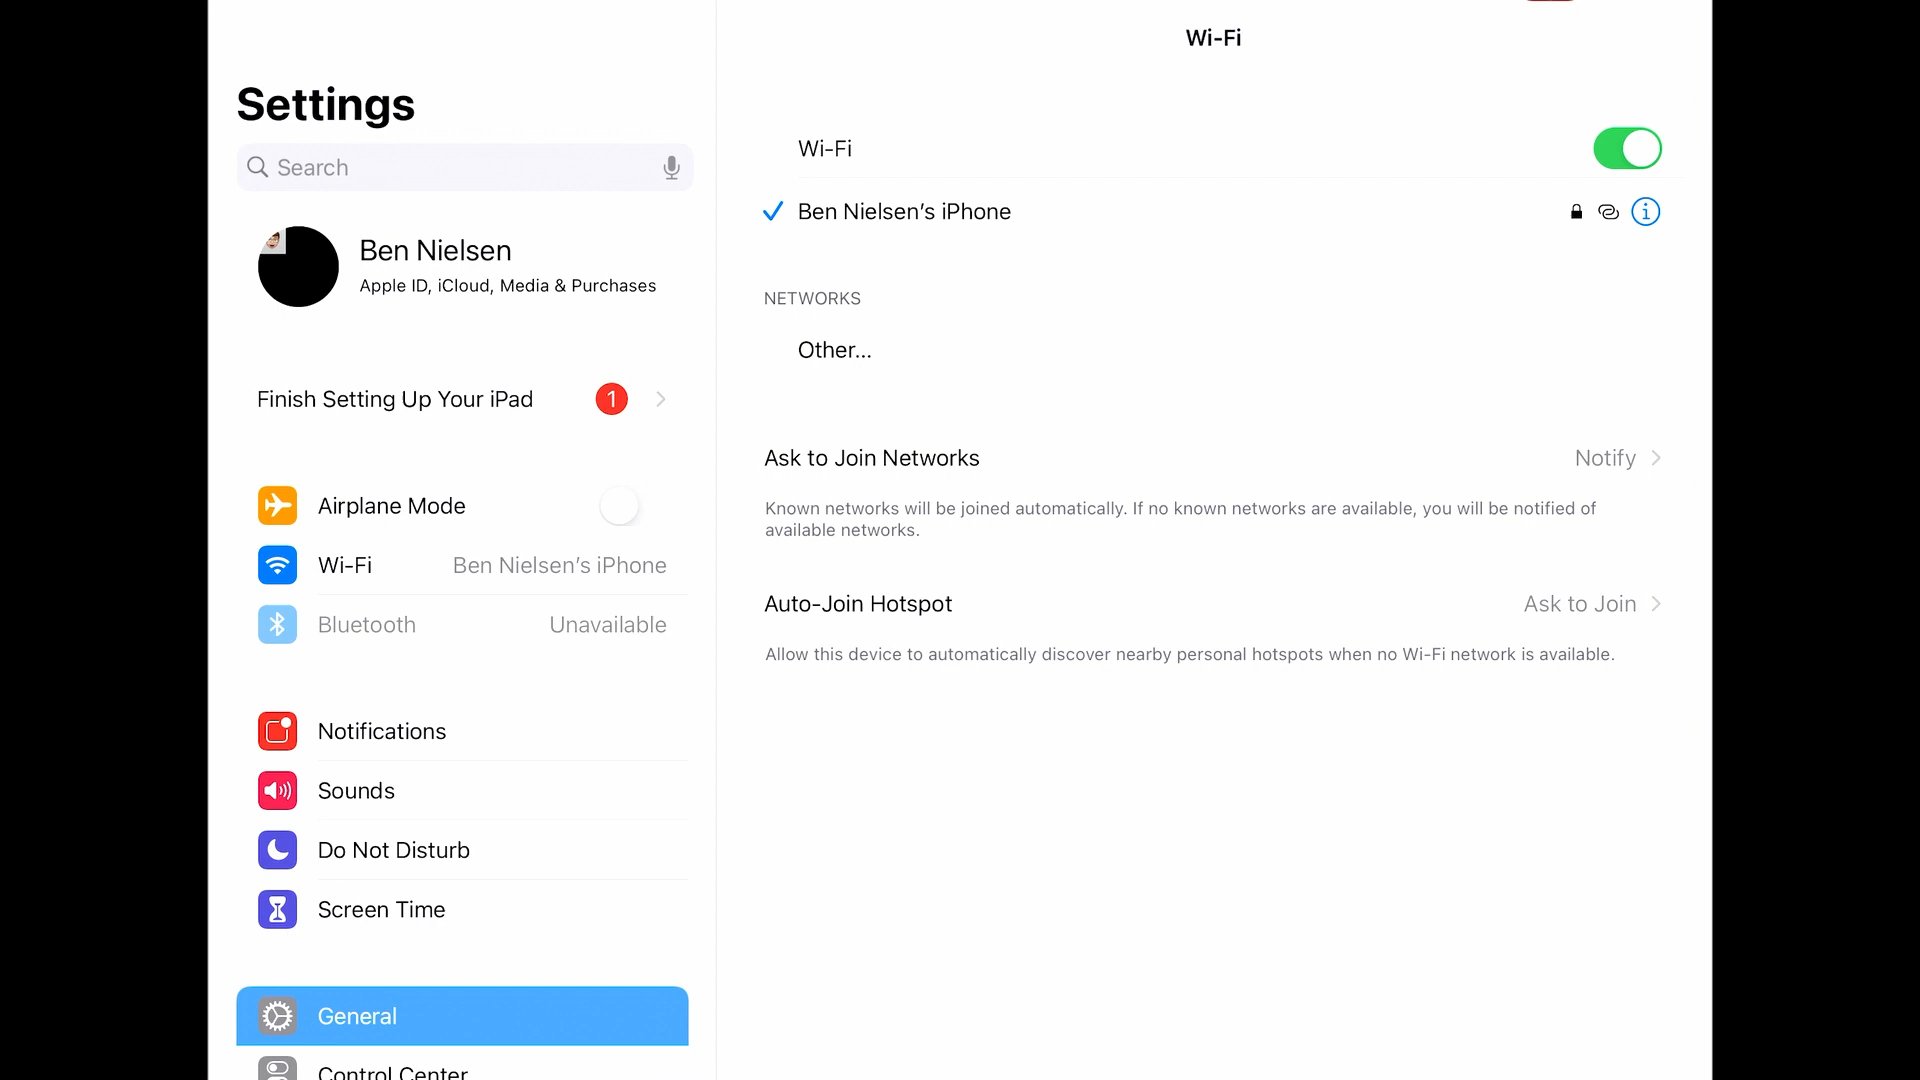 Wi-Fi
Settings
Search
Ben Nielsen
Apple ID, iCloud, Media & Purchases
Finish Setting Up Your iPad
1
Airplane Mode
Wi-Fi
Ben Nielsen’s iPhone
Bluetooth
Unavailable
Notifications
Sounds
Do Not Disturb
Screen Time
General
Control Center
Wi-Fi
Ben Nielsen’s iPhone
NETWORKS
Other...
Ask to Join Networks
Notify
Known networks will be joined automatically. If no known networks are available, you will be notified of
available networks.
Auto-Join Hotspot
Ask to Join
Allow this device to automatically discover nearby personal hotspots when no Wi-Fi network is available.